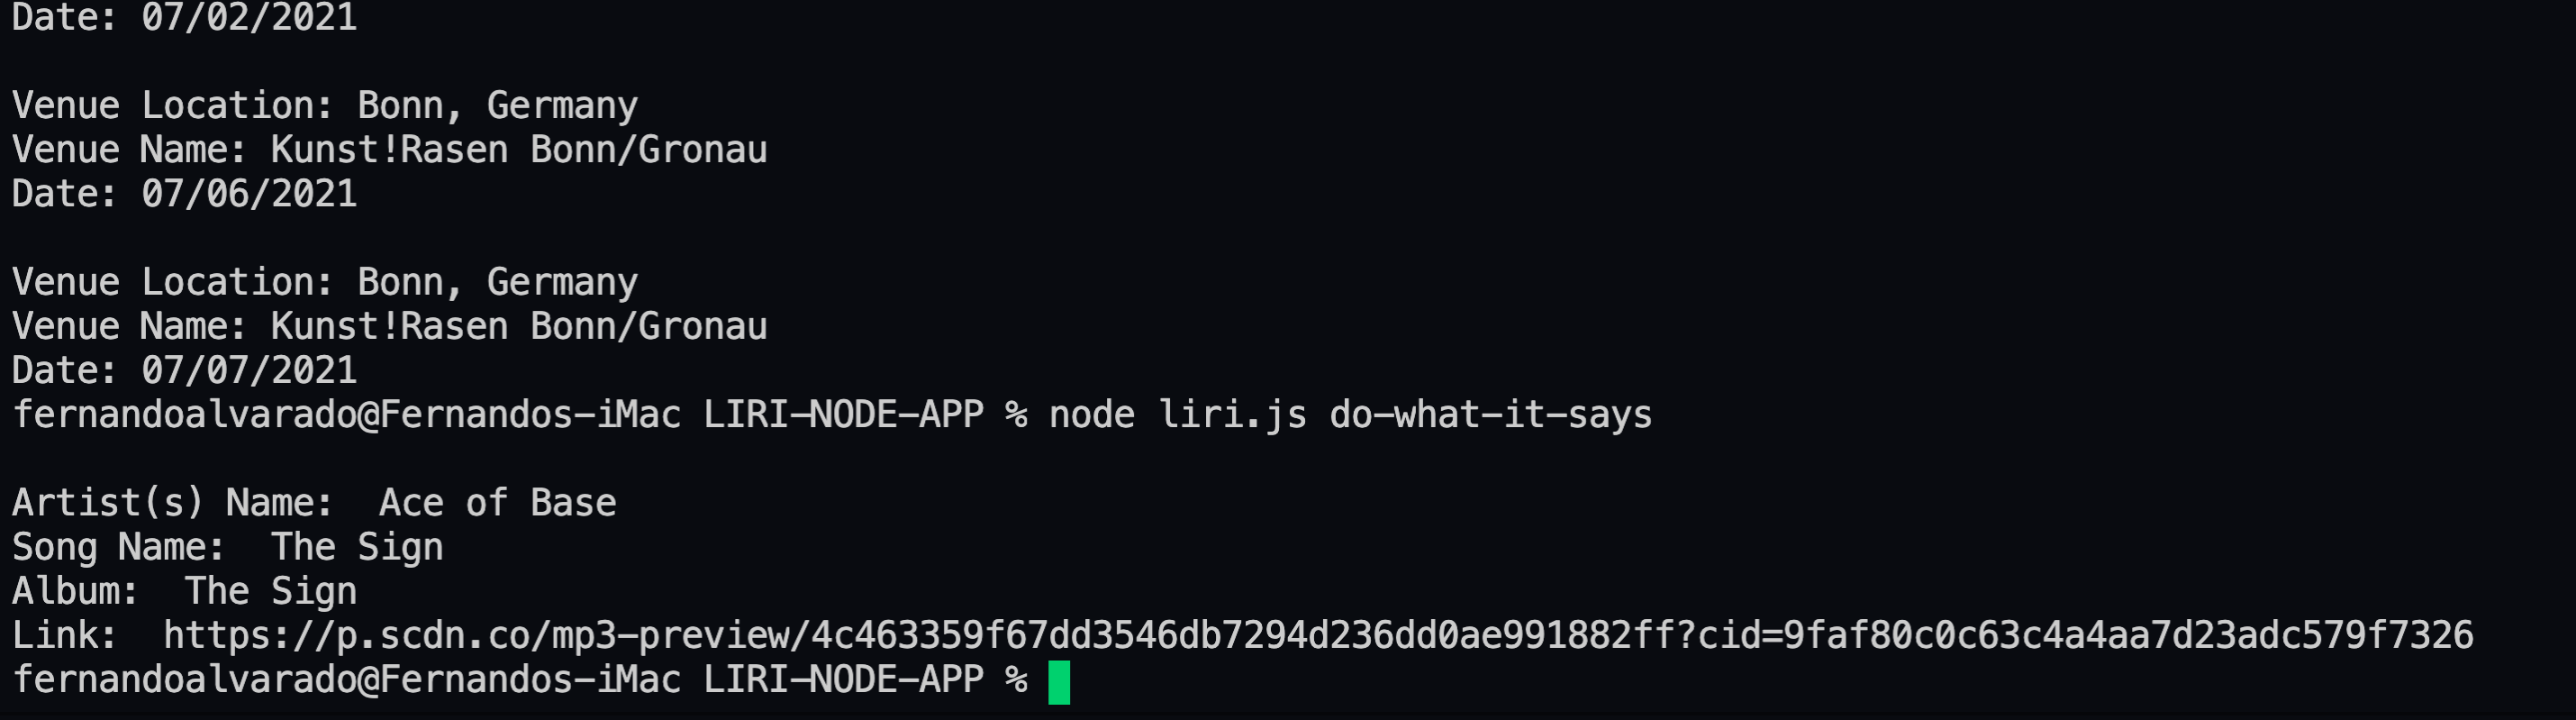 Date: 07/02/2021
Venue Location: Bonn, Germany
Venue Name: Kunst!Rasen Bonn/Gronau
Date: 07/06/2021
Venue Location: Bonn, Germany
Venue Name: Kunst!Rasen Bonn/Gronau
Date: 07/07/2021
fernandoalvarado@Fernandos-iMac LIRI-NODE-APP % node liri.js do-what-it-says
Artist(s) Name:  Ace of Base
Song Name:  The Sign
Album:  The Sign
Link:  https://p.scdn.co/mp3-preview/4c463359f67dd3546db7294d236dd0ae991882ff?cid=9faf80c0c63c4a4aa7d23adc579f7326
fernandoalvarado@Fernandos-iMac LIRI-NODE-APP %